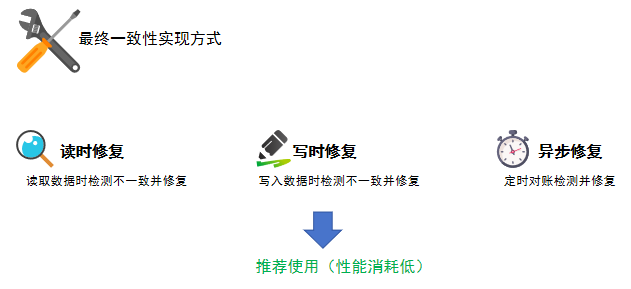 最终一致性实现方式
读时修复
写时修复
异步修复
读取数据时检测不一致并修复
写入数据时检测不一致并修复
定时对账检测并修复
推荐使用（性能消耗低）